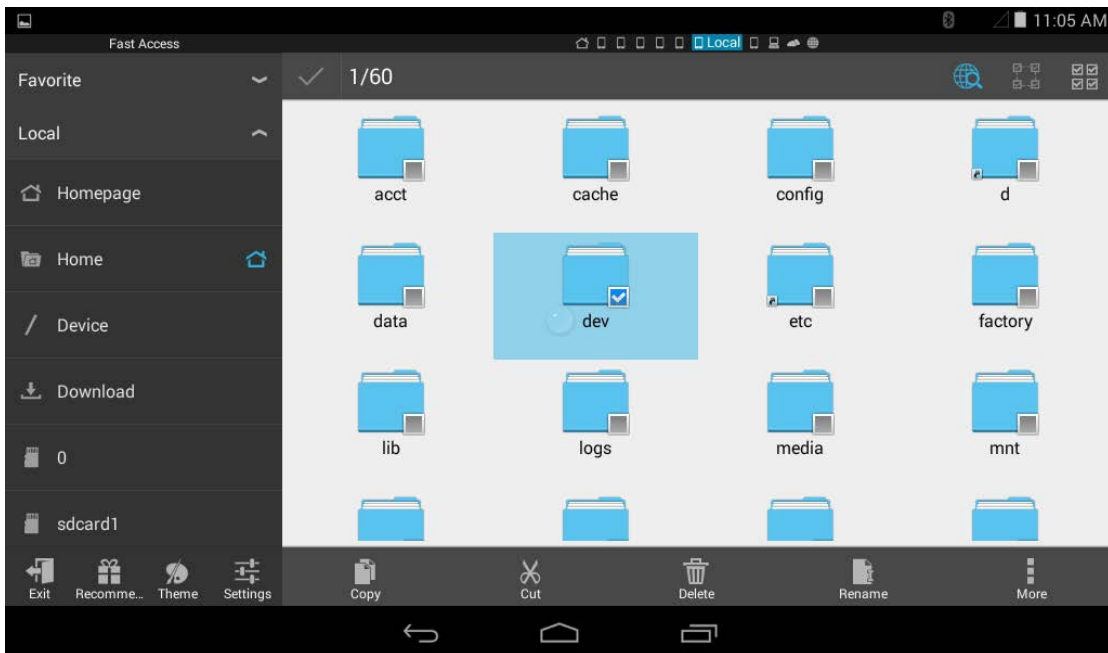 11:05 AM
Fast Access
Local
Favorite
1/60
Local
Homepage
Home
Device
Download
0
sdcard1
acct
cache
config
d
data
dev
etc
factory
lib
logs
media
mnt
Exit
Recomme...
Theme
Settings
Copy
Cut
Delete
Rename
More